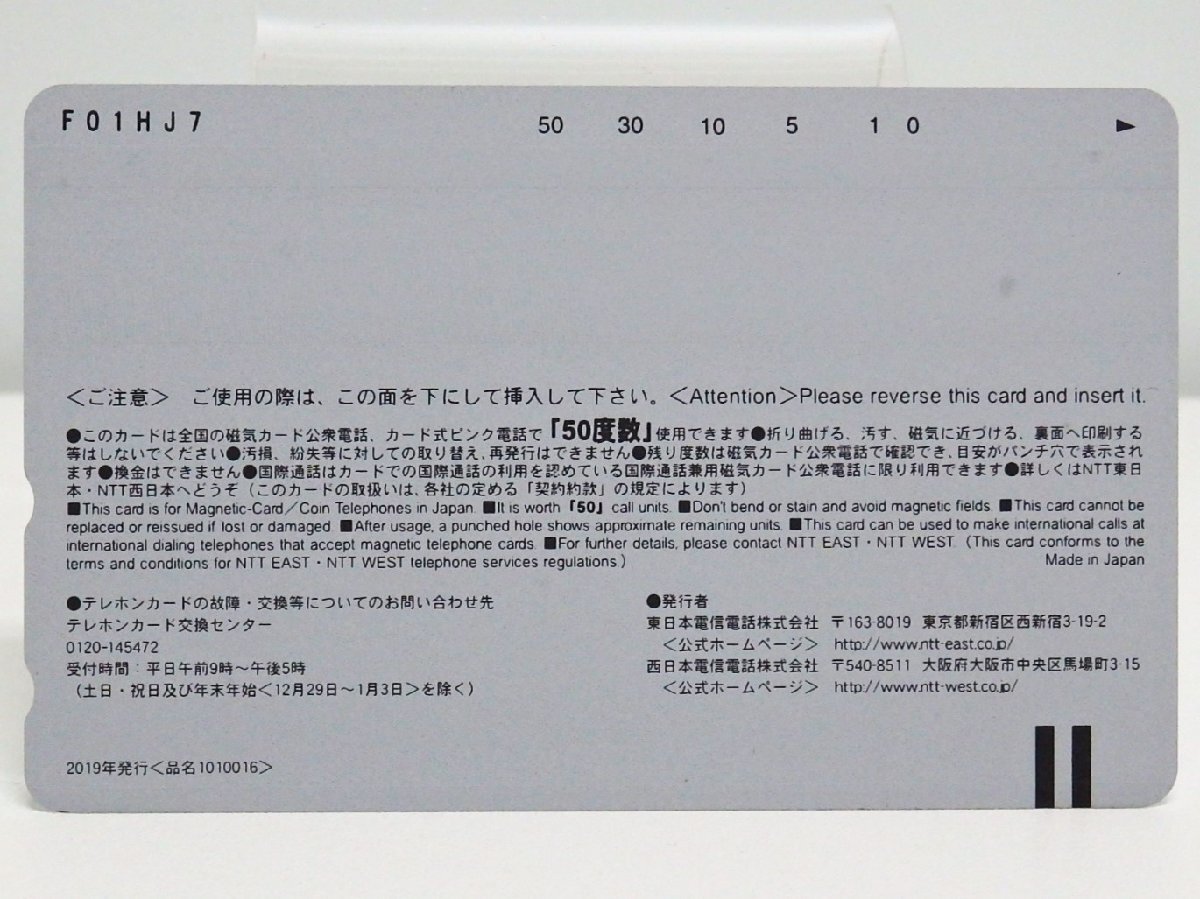 F01HJ7 50 30 10 5 1 0 ▶
＜ご注意＞ ご使用の際は、この面を下にして挿入して下さい。＜Attention＞Please reverse this card and insert it.
●このカードは全国の磁気カード公衆電話、カード式ピンク電話で「50度数」使用できます●折り曲げる、汚す、磁気に近づける、裏面へ印刷する
等はしないでください●汚損、紛失等に対しての取り替え、再発行はできません●残り度数は磁気カード公衆電話で確認でき、目安がパンチ穴で表示され
ます●換金はできません●国際通話はカードでの国際通話の利用を認めている国際通話兼用磁気カード公衆電話に限り利用できます●詳しくはNTT東日
本・NTT西日本へどうぞ（このカードの取扱いは、各社の定める「契約約款」の規定によります）
■This card is for Magnetic-Card／Coin Telephones in Japan. ■It is worth「50」call units. ■Don't bend or stain and avoid magnetic fields. ■This card cannot be
replaced or reissued if lost or damaged. ■After usage, a punched hole shows approximate remaining units. ■This card can be used to make international calls at
international dialing telephones that accept magnetic telephone cards. ■For further details, please contact NTT EAST・NTT WEST. (This card conforms to the
terms and conditions for NTT EAST・NTT WEST telephone services regulations.) Made in Japan
●テレホンカードの故障・交換等についてのお問い合わせ先
テレホンカード交換センター
0120-145472
受付時間：平日午前9時～午後5時
（土日・祝日及び年末年始＜12月29日～1月3日＞を除く）
●発行者
東日本電信電話株式会社 〒163-8019 東京都新宿区西新宿3-19-2
＜公式ホームページ＞ http://www.ntt-east.co.jp/
西日本電信電話株式会社 〒540-8511 大阪府大阪市中央区馬場町3-15
＜公式ホームページ＞ http://www.ntt-west.co.jp/
2019年発行＜品名1010016＞